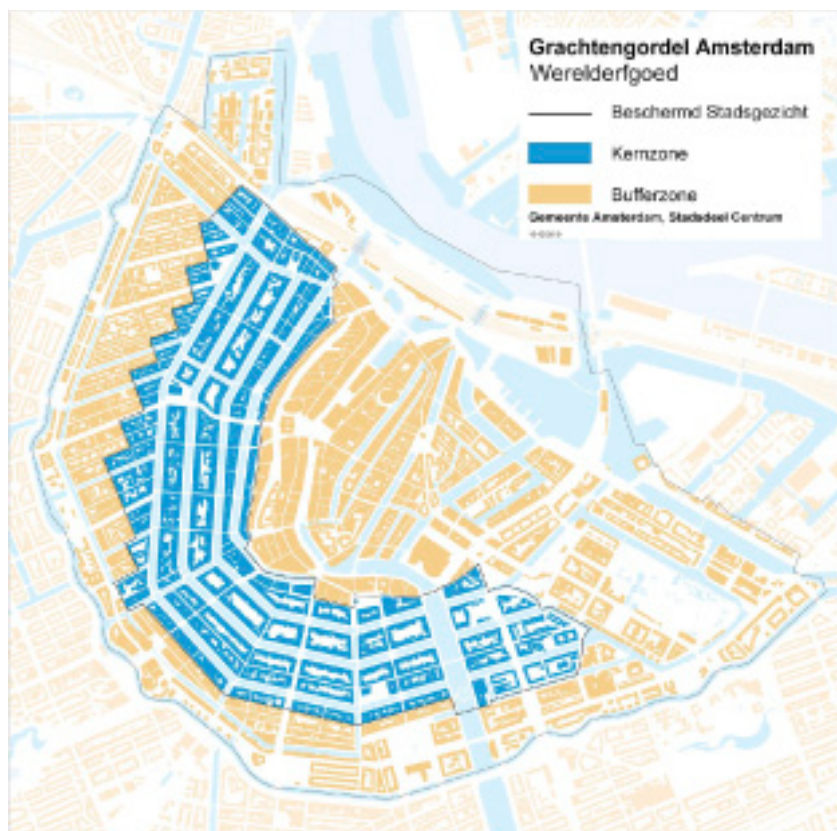 Grachtengordel Amsterdam
Werelderfgoed
Beschermd Stadsgezicht
Kernzone
Bufferzone
Gemeente Amsterdam, Stadsdeel Centrum